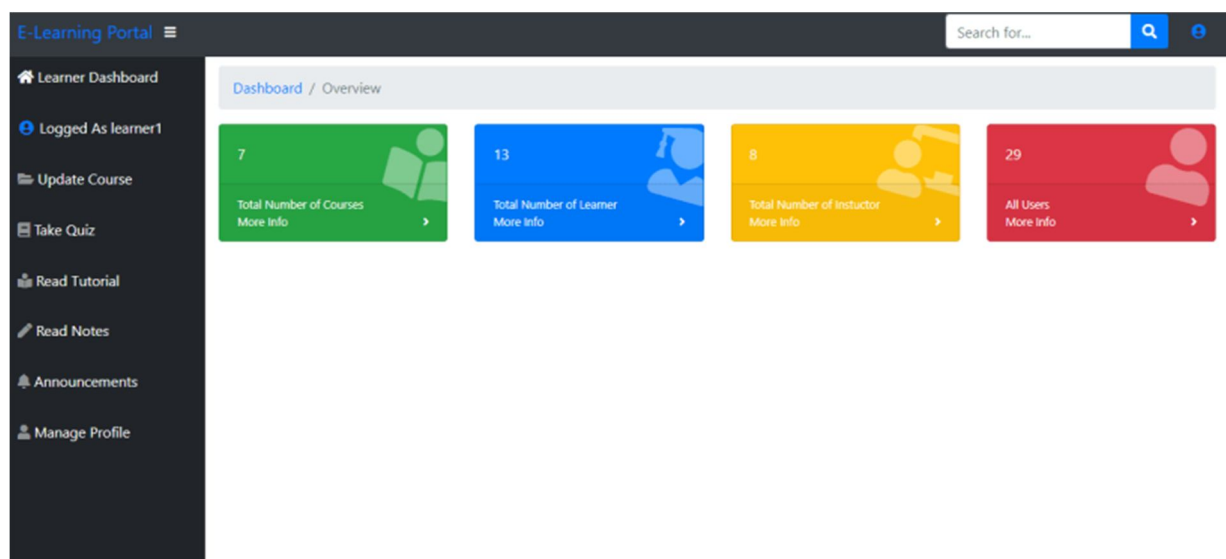 E-Learning Portal
Search for...
Learner Dashboard
Logged As learner1
Update Course
Take Quiz
Read Tutorial
Read Notes
Announcements
Manage Profile
Dashboard / Overview
7
Total Number of Courses
More Info
13
Total Number of Learner
More Info
8
Total Number of Instuctor
More Info
29
All Users
More Info